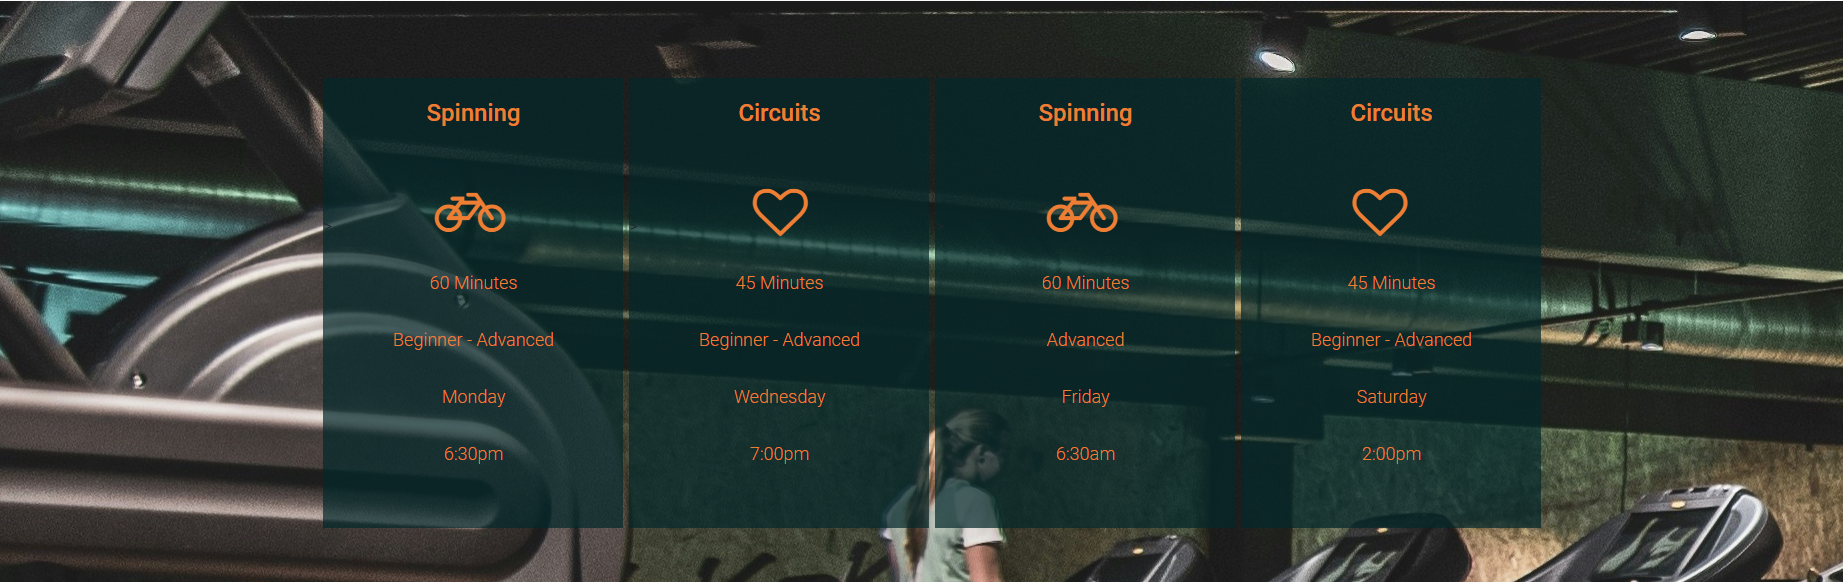 Spinning
60 Minutes
Beginner - Advanced
Monday
6:30pm
Circuits
45 Minutes
Beginner - Advanced
Wednesday
7:00pm
Spinning
60 Minutes
Advanced
Friday
6:30am
Circuits
45 Minutes
Beginner - Advanced
Saturday
2:00pm